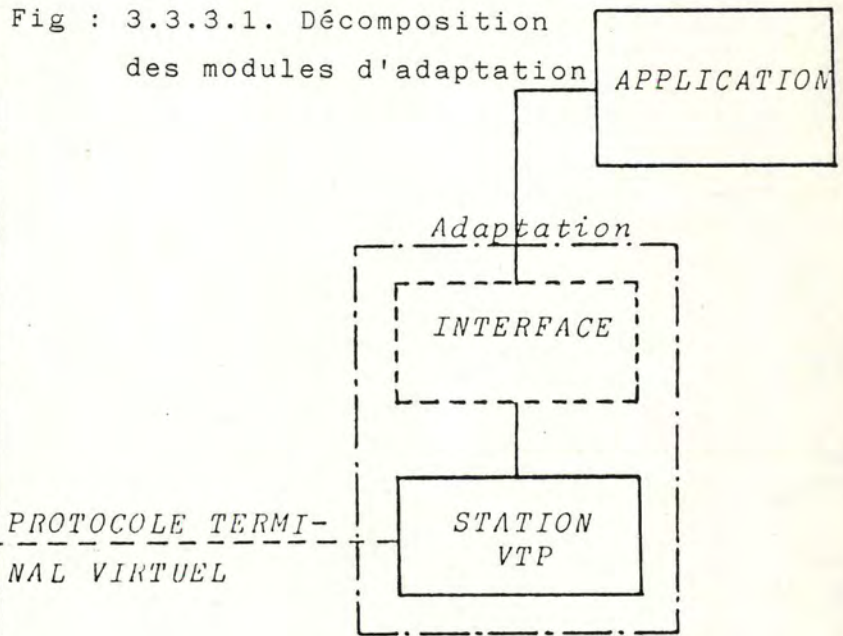 Fig : 3.3.3.1. Décomposition
des modules d'adaptation
APPLICATION
Adaptation
INTERFACE
STATION
VTP
PROTOCOLE TERMI-
NAL VIRTUEL